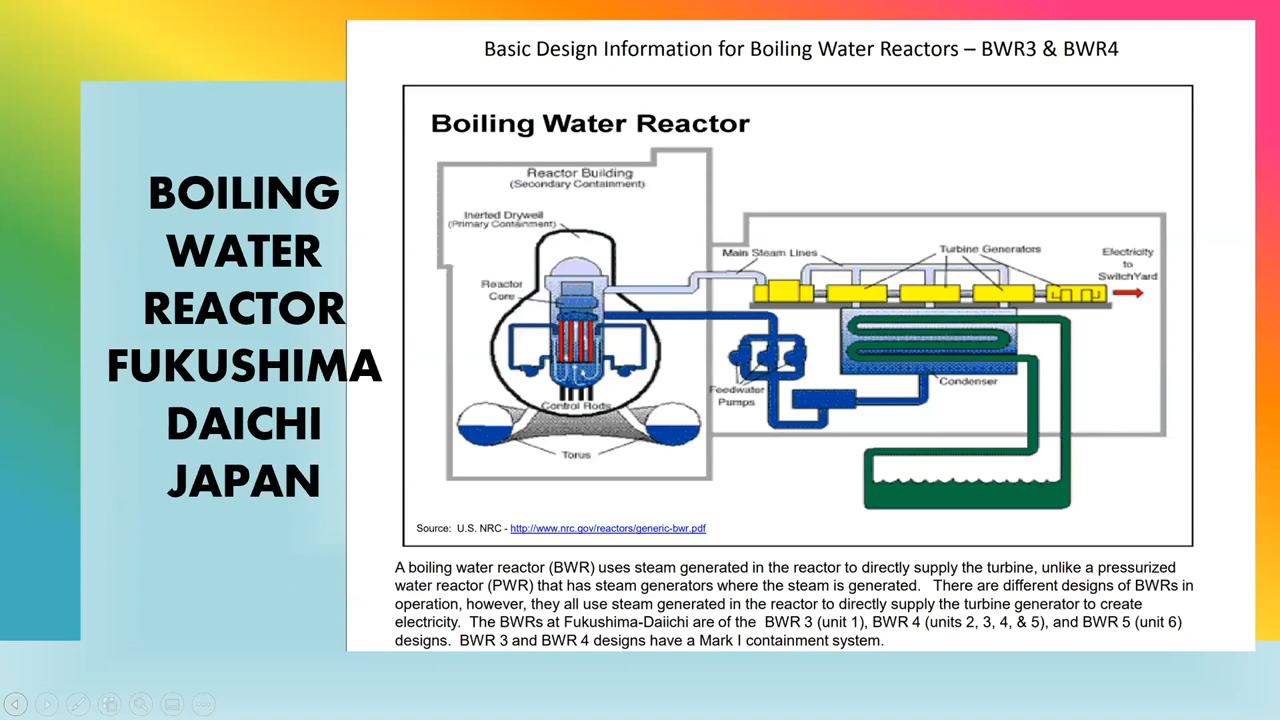 BOILING
WATER
REACTOR
FUKUSHIMA
DAICHI
JAPAN
Basic Design Information for Boiling Water Reactors – BWR3 & BWR4
Boiling Water Reactor
Reactor Building
(Secondary Containment)
Inerted Drywell
(Primary Containment)
Main Steam Lines
Turbine Generators
Electricity
to
SwitchYard
Reactor
Core
Feedwater
Pumps
Condenser
Control Rods
Torus
Source: U.S. NRC - http://www.nrc.gov/reactors/generic-bwr.pdf
A boiling water reactor (BWR) uses steam generated in the reactor to directly supply the turbine, unlike a pressurized
water reactor (PWR) that has steam generators where the steam is generated. There are different designs of BWRs in
operation, however, they all use steam generated in the reactor to directly supply the turbine generator to create
electricity. The BWRs at Fukushima-Daiichi are of the BWR 3 (unit 1), BWR 4 (units 2, 3, 4, & 5), and BWR 5 (unit 6)
designs. BWR 3 and BWR 4 designs have a Mark I containment system.